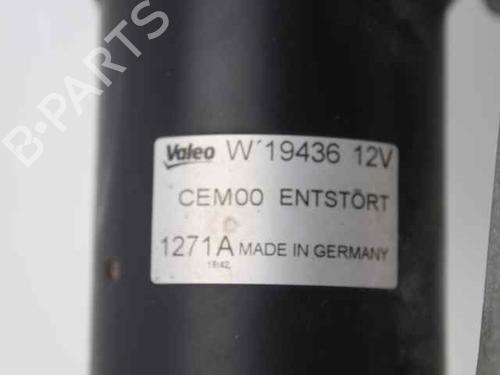 B-PARTS
Valeo W´19436 12V
CEM00 ENTSTÖRT
1271A MADE IN GERMANY